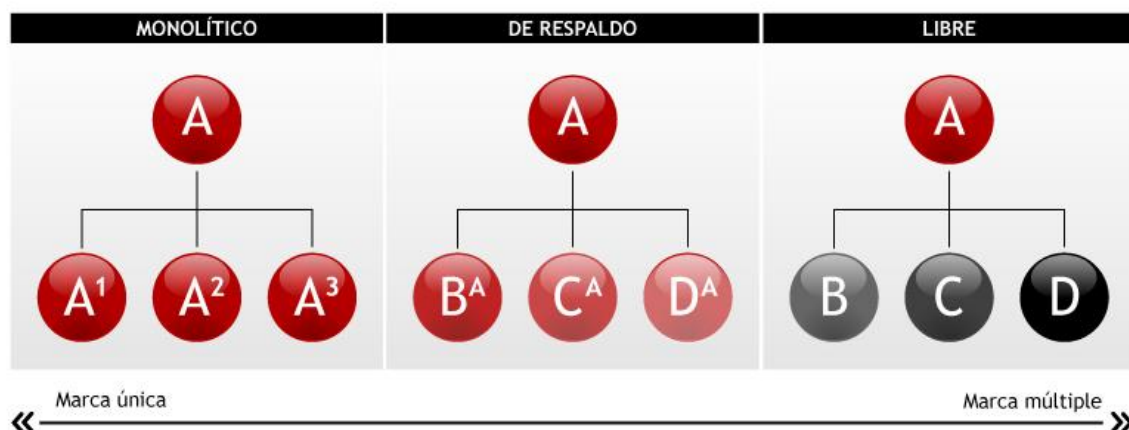 MONOLÍTICO
DE RESPALDO
LIBRE
A
A
A
A¹ A² A³
Bᴬ Cᴬ Dᴬ
B C D
Marca única
Marca múltiple